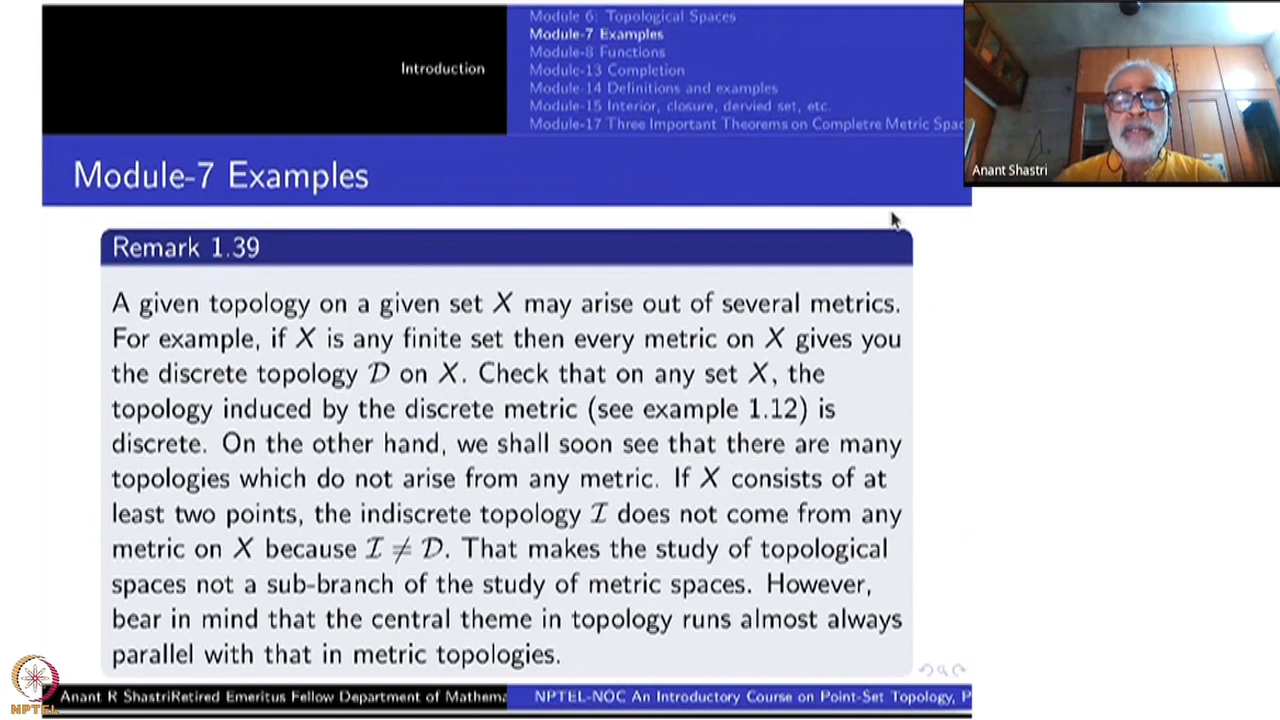 Introduction
Module 6: Topological Spaces
Module-7 Examples
Module-8 Functions
Module-13 Completion
Module-14 Definitions and examples
Module-15 Interior, closure, dervied set, etc.
Module-17 Three Important Theorems on Completre Metric Spac
Anant Shastri
Module-7 Examples
Remark 1.39
A given topology on a given set X may arise out of several metrics.
For example, if X is any finite set then every metric on X gives you
the discrete topology 𝒟 on X. Check that on any set X, the
topology induced by the discrete metric (see example 1.12) is
discrete. On the other hand, we shall soon see that there are many
topologies which do not arise from any metric. If X consists of at
least two points, the indiscrete topology ℐ does not come from any
metric on X because ℐ ≠ 𝒟. That makes the study of topological
spaces not a sub-branch of the study of metric spaces. However,
bear in mind that the central theme in topology runs almost always
parallel with that in metric topologies.
Anant R ShastriRetired Emeritus Fellow Department of Mathema
NPTEL-NOC An Introductory Course on Point-Set Topology, P
NPTEL